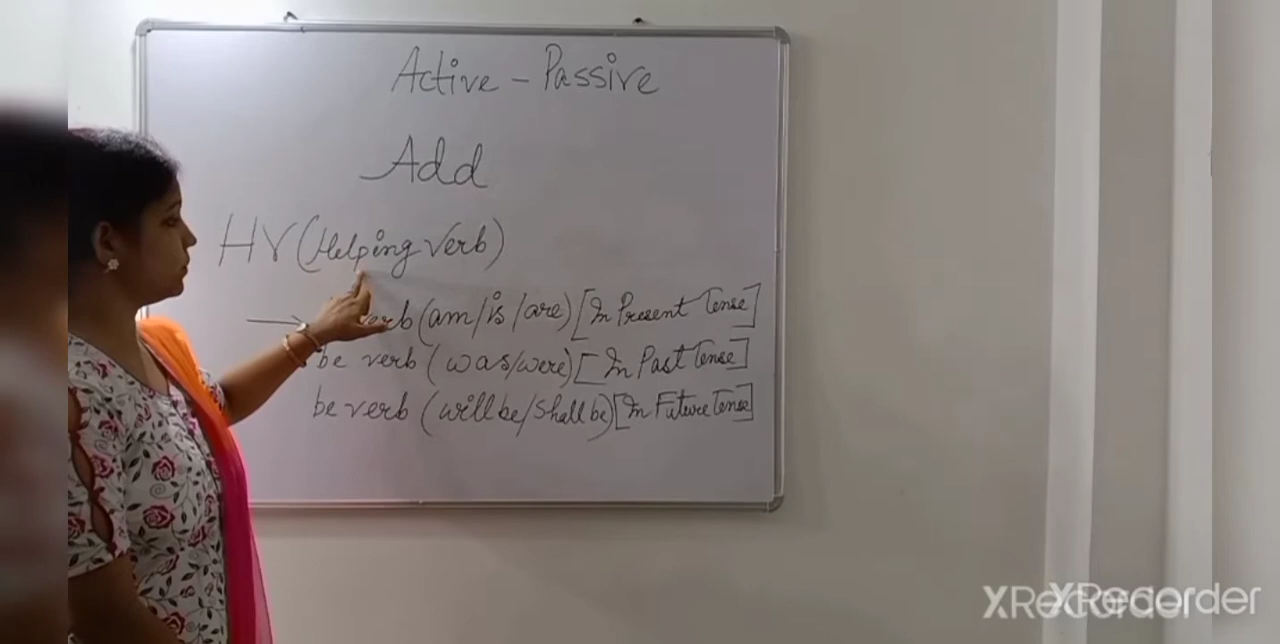 Active - Passive
Add
HV (Helping verb)
→ verb (am/is/are) [In Present Tense]
be verb (was/were) [In Past Tense]
be verb (will be/shall be) [In Future Tense]
XRecorder